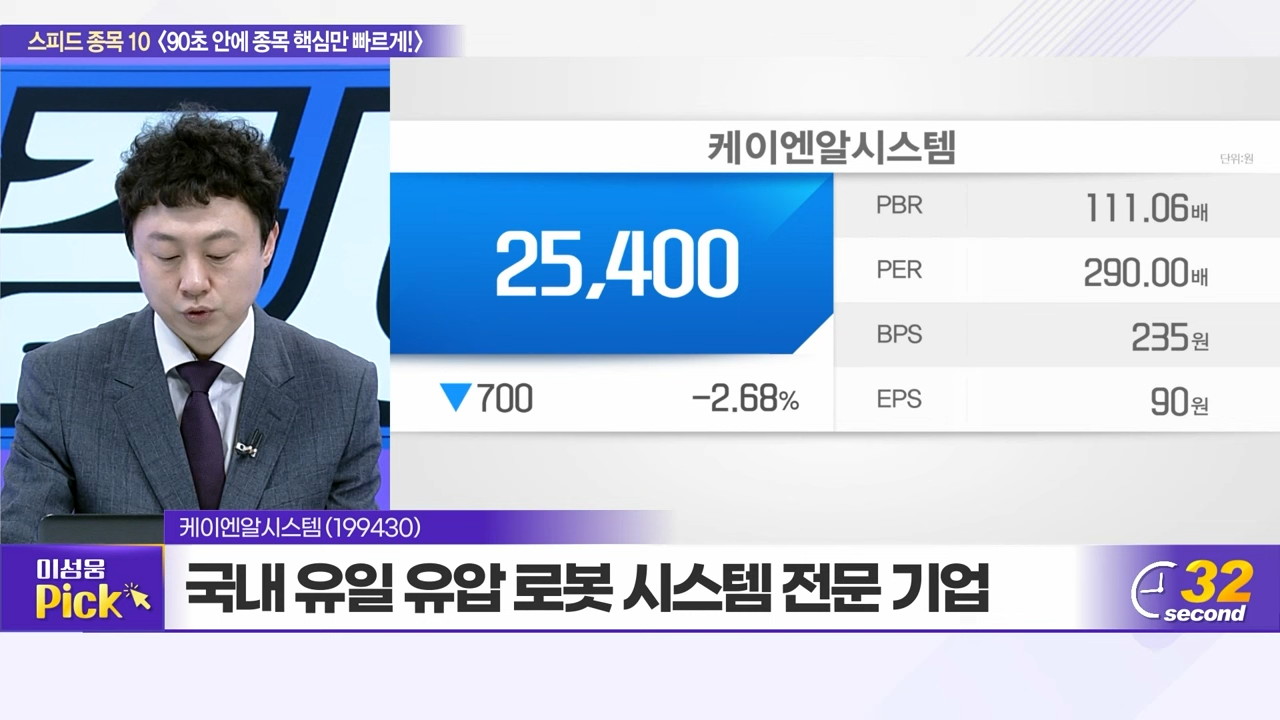 스피드 종목 10 〈90초 안에 종목 핵심만 빠르게!〉
케이엔알시스템
단위:원
25,400
▼700 -2.68%
PBR 111.06배
PER 290.00배
BPS 235원
EPS 90원
케이엔알시스템(199430)
미성웅
Pick
국내 유일 유압 로봇 시스템 전문 기업
32
second